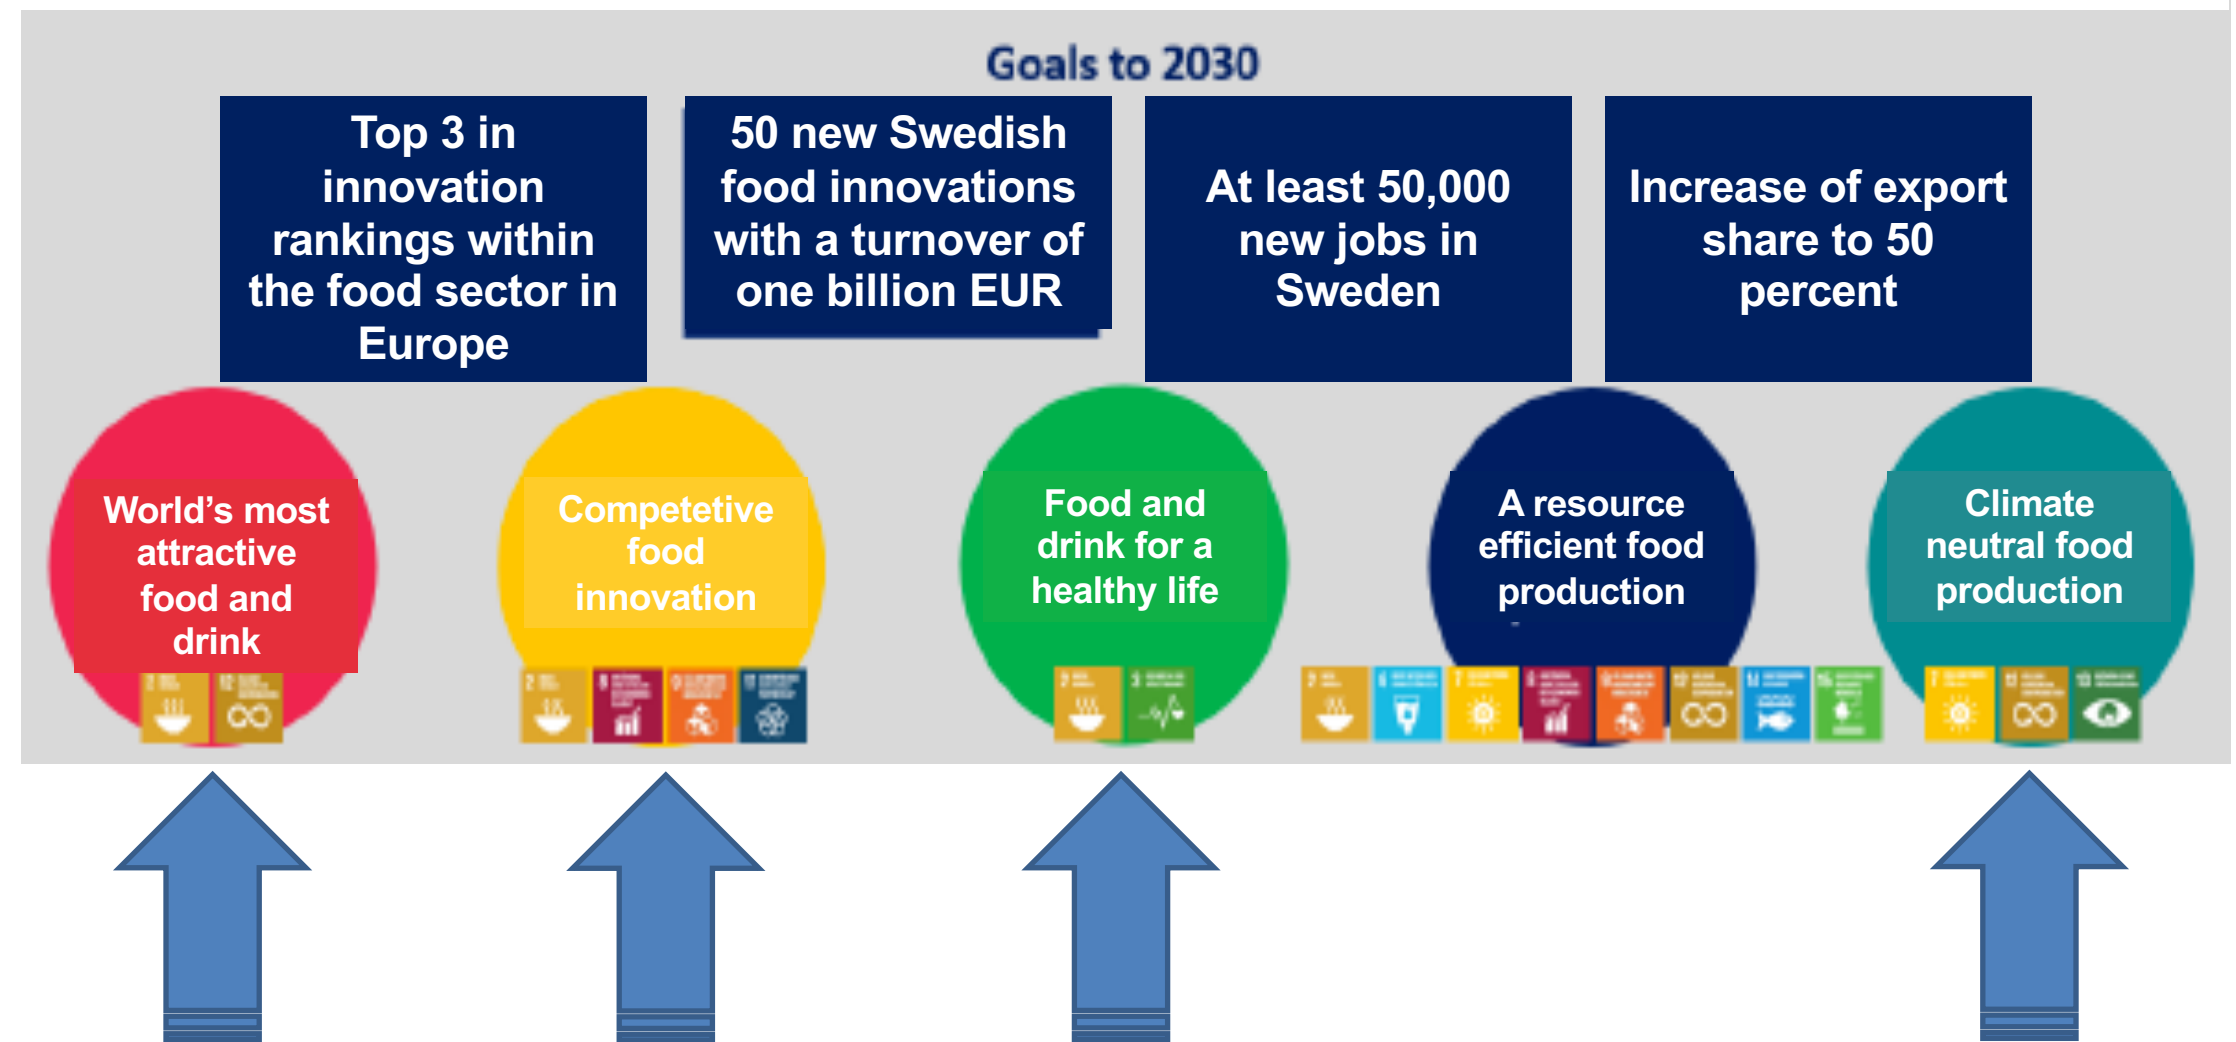 Goals to 2030
Top 3 in
innovation
rankings within
the food sector in
Europe
50 new Swedish
food innovations
with a turnover of
one billion EUR
At least 50,000
new jobs in
Sweden
Increase of export
share to 50
percent
World’s most
attractive
food and
drink
Competetive
food
innovation
Food and
drink for a
healthy life
A resource
efficient food
production
Climate
neutral food
production